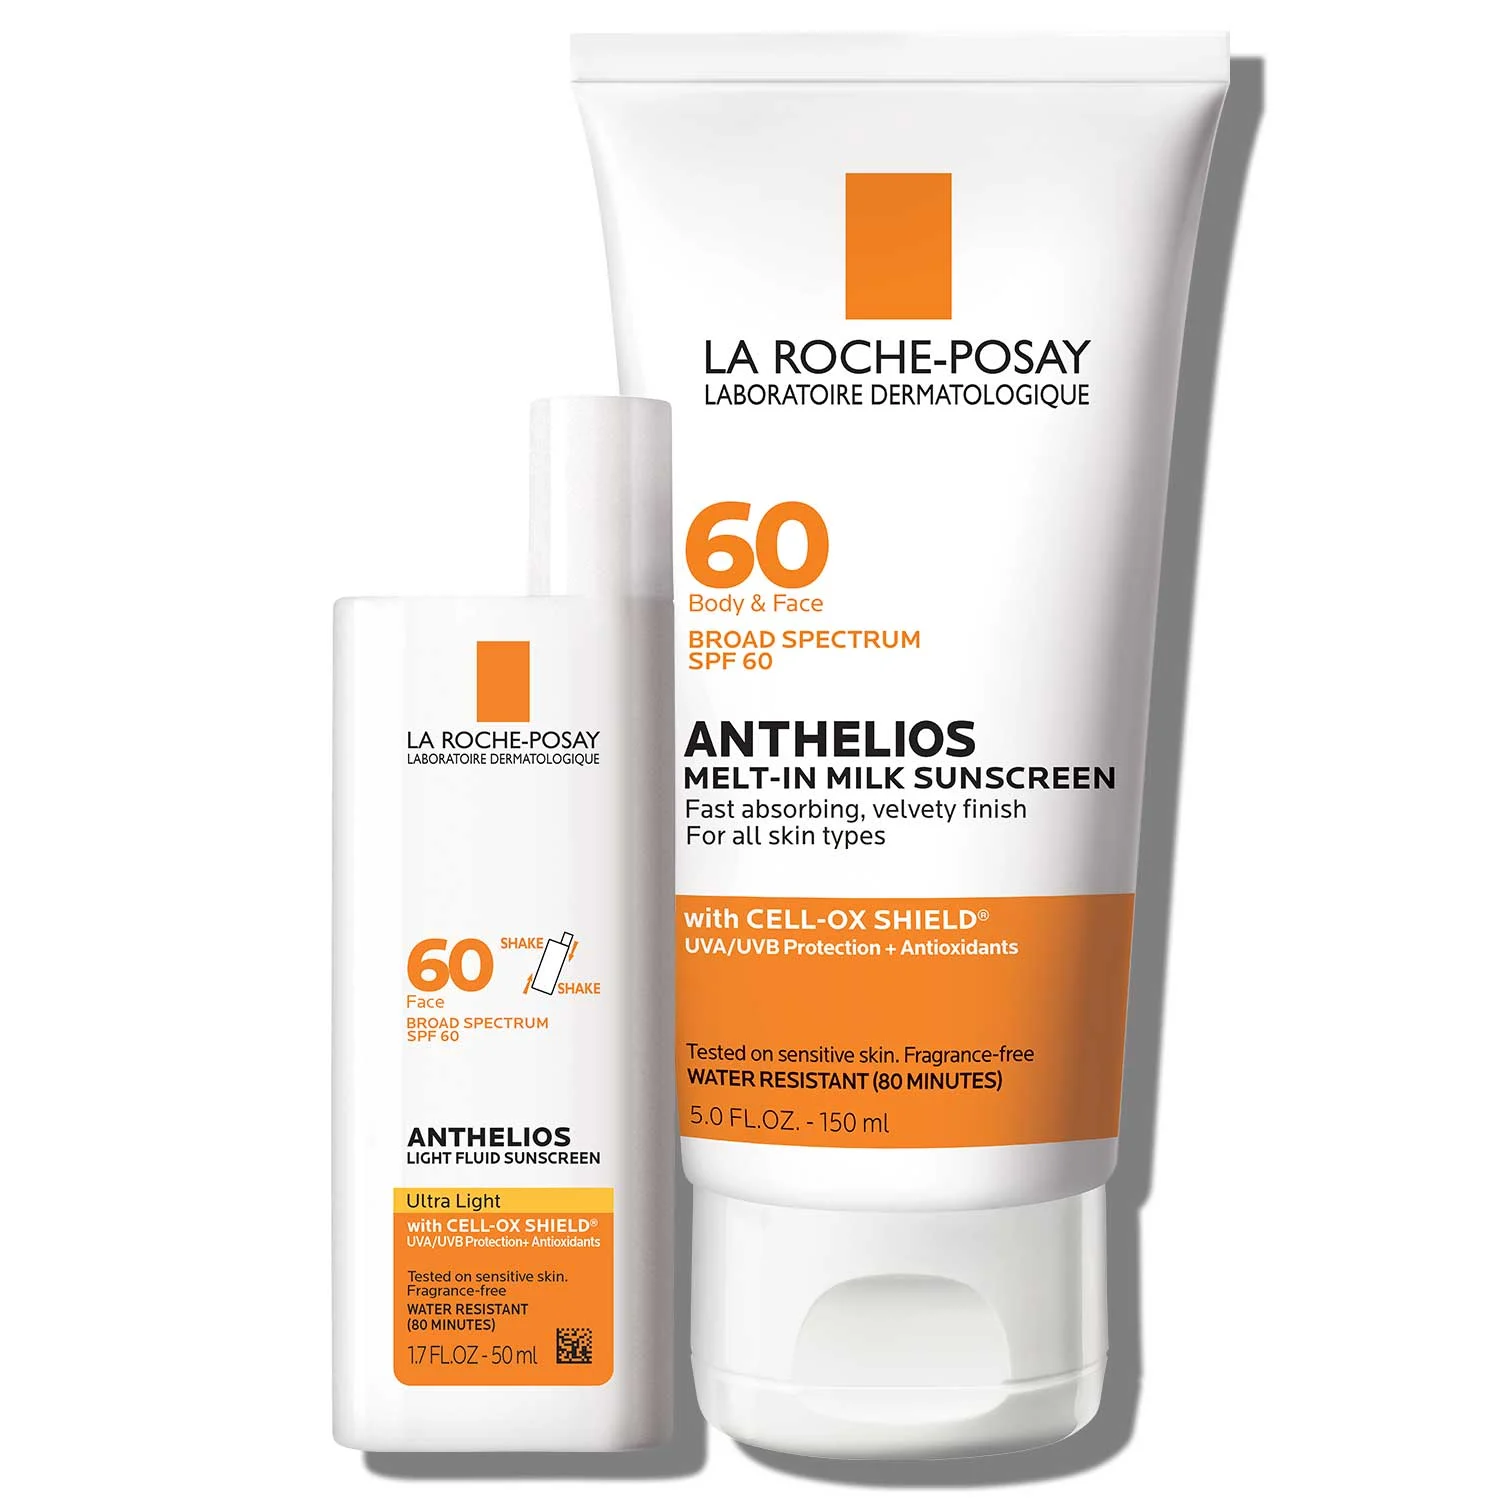 LA ROCHE-POSAY
LABORATOIRE DERMATOLOGIQUE
60
Body & Face
BROAD SPECTRUM
SPF 60
ANTHELIOS
MELT-IN MILK SUNSCREEN
Fast absorbing, velvety finish
For all skin types
with CELL-OX SHIELD®
UVA/UVB Protection + Antioxidants
Tested on sensitive skin. Fragrance-free
WATER RESISTANT (80 MINUTES)
5.0 FL.OZ. - 150 ml
LA ROCHE-POSAY
LABORATOIRE DERMATOLOGIQUE
60
SHAKE
SHAKE
Face
BROAD SPECTRUM
SPF 60
ANTHELIOS
LIGHT FLUID SUNSCREEN
Ultra Light
with CELL-OX SHIELD®
UVA/UVB Protection+ Antioxidants
Tested on sensitive skin.
Fragrance-free
WATER RESISTANT
(80 MINUTES)
1.7 FL.OZ - 50 ml